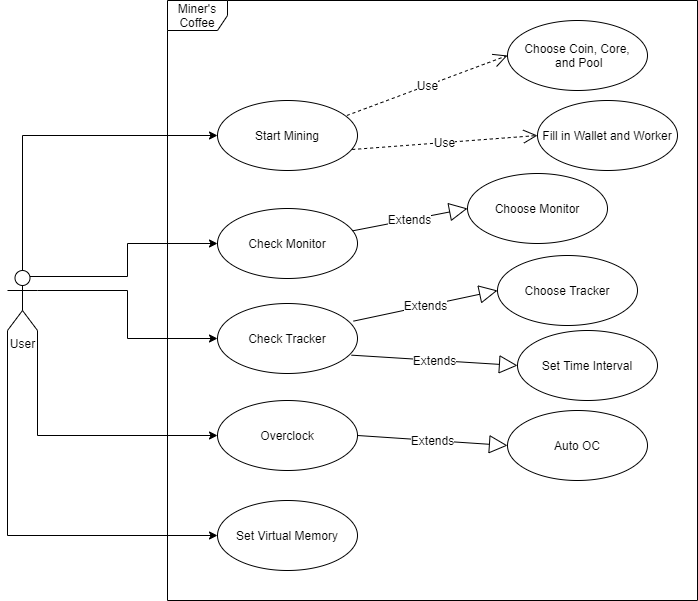 Miner's
Coffee
Choose Coin, Core,
and Pool
Use
Start Mining
Use
Fill in Wallet and Worker
Choose Monitor
Extends
Check Monitor
Choose Tracker
Extends
User
Check Tracker
Extends
Set Time Interval
Overclock
Extends
Auto OC
Set Virtual Memory